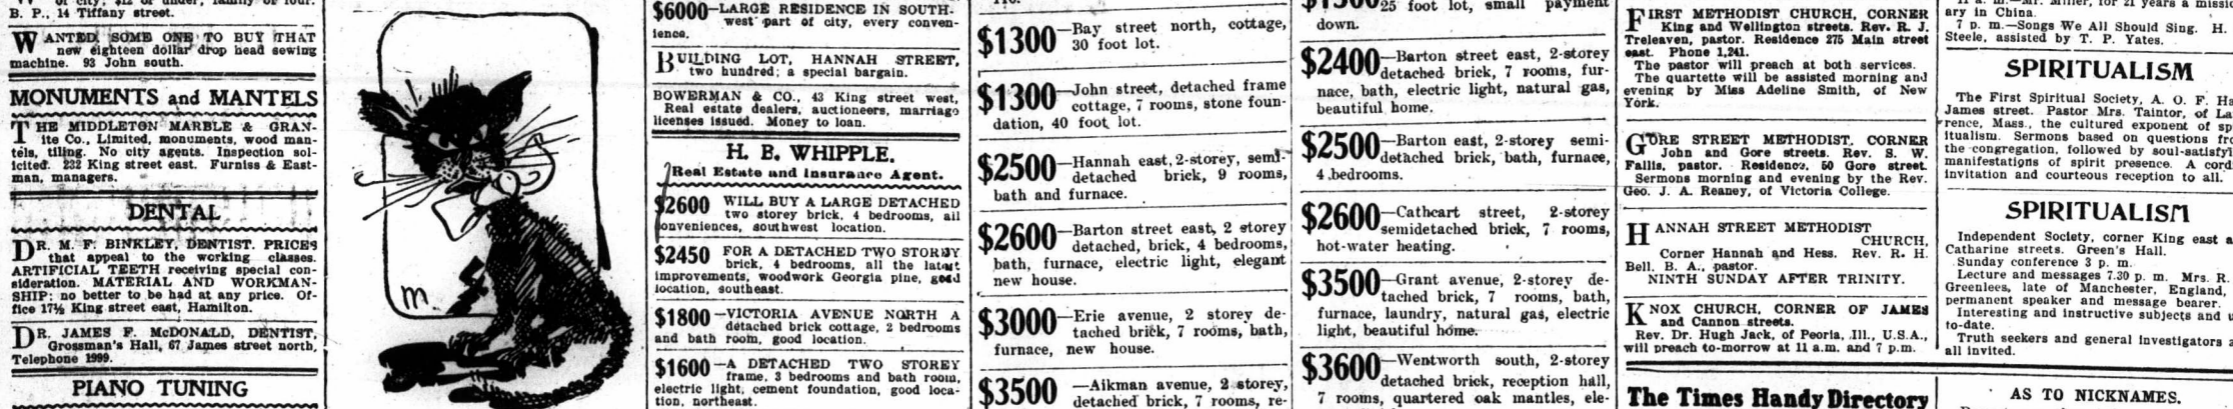 B. P., 14 Tiffany street.
WANTED, SOME ONE TO BUY THAT
new eighteen dollar drop head sewing
machine. 93 John south.
MONUMENTS and MANTELS
THE MIDDLETON MARBLE & GRAN-
ite Co., Limited, monuments, wood man-
tels, tiling. No city agents. Inspection sol-
icited. 232 King street east. Furniss & East-
man, managers.
DENTAL
DR. M. F. BINKLEY, DENTIST. PRICES
that appeal to the working classes.
ARTIFICIAL TEETH receiving special con-
sideration. MATERIAL AND WORKMAN-
SHIP; no better to be had at any price. Of-
fice 17½ King street east, Hamilton.
DR. JAMES F. McDONALD, DENTIST,
Grossman's Hall, 67 James street north,
Telephone 1909.
PIANO TUNING
m.
$6000—LARGE RESIDENCE IN SOUTH-
west part of city, every conven-
ience.
BUILDING LOT, HANNAH STREET,
two hundred; a special bargain.
BOWERMAN & CO., 43 King street west,
Real estate dealers, auctioneers, marriage
licenses issued. Money to loan.
H. B. WHIPPLE.
Real Estate and Insurance Agent.
$2600 WILL BUY A LARGE DETACHED
two storey brick, 4 bedrooms, all
conveniences, southwest location.
$2450 FOR A DETACHED TWO STOREY
brick, 4 bedrooms, all the latest
improvements, woodwork Georgia pine, good
location, southeast.
$1800—VICTORIA AVENUE NORTH A
detached brick cottage, 2 bedrooms
and bath room, good location.
$1600—A DETACHED TWO STOREY
frame, 3 bedrooms and bath room,
electric light, cement foundation, good loca-
tion, northeast.
$1300—Bay street north, cottage,
30 foot lot.
$1300—John street, detached frame
cottage, 7 rooms, stone foun-
dation, 40 foot lot.
$2500—Hannah east, 2-storey, semi-
detached brick, 9 rooms,
bath and furnace.
$2600—Barton street east, 2 storey
detached, brick, 4 bedrooms,
bath, furnace, electric light, elegant
new house.
$3000—Erie avenue, 2 storey de-
tached brick, 7 rooms, bath,
furnace, new house.
$3500—Aikman avenue, 2 storey,
detached brick, 7 rooms, re-
25 foot lot, small payment
down.
$2400—Barton street east, 2-storey
detached brick, 7 rooms, fur-
nace, bath, electric light, natural gas,
beautiful home.
$2500—Barton east, 2-storey semi-
detached brick, bath, furnace,
4 bedrooms.
$2600—Cathcart street, 2-storey
semidetached brick, 7 rooms,
hot-water heating.
$3500—Grant avenue, 2-storey de-
tached brick, 7 rooms, bath,
furnace, laundry, natural gas, electric
light, beautiful home.
$3600—Wentworth south, 2-storey
detached brick, reception hall,
7 rooms, quartered oak mantles, ele-
FIRST METHODIST CHURCH, CORNER
King and Wellington streets. Rev. R. J.
Treleaven, pastor. Residence 275 Main street
east. Phone 1,241.
The pastor will preach at both services.
The quartette will be assisted morning and
evening by Miss Adeline Smith, of New
York.
GORE STREET METHODIST, CORNER
John and Gore streets. Rev. S. W.
Fallis, pastor. Residence, 50 Gore street.
Sermons morning and evening by the Rev.
Geo. J. A. Reaney, of Victoria College.
HANNAH STREET METHODIST
CHURCH,
Corner Hannah and Hess. Rev. R. H.
Bell, B. A., pastor.
NINTH SUNDAY AFTER TRINITY.
KNOX CHURCH, CORNER OF JAMES
and Cannon streets.
Rev. Dr. Hugh Jack, of Peoria, Ill., U.S.A.,
will preach to-morrow at 11 a.m. and 7 p.m.
The Times Handy Directory
11 a. m.—Mr. Miller, for 21 years a
ary in China.
7 p. m.—Songs We All Should Sing. H.
Steele, assisted by T. P. Yates.
SPIRITUALISM
The First Spiritual Society, A. O. F.
James street. Pastor Mrs. Taintor, of
rence, Mass., the cultured exponent of
itualism. Sermons based on questions
the congregation, followed by
manifestations of spirit presence. A
invitation and courteous reception to all.
SPIRITUALISM
Independent Society, corner King east
Catharine streets. Green's Hall.
Sunday conference 3 p. m.
Lecture and messages 7.30 p. m. Mrs. R.
Greenlees, late of Manchester, England,
permanent speaker and message bearer.
Interesting and instructive subjects and
to-date.
Truth seekers and general investigators
all invited.
AS TO NICKNAMES.